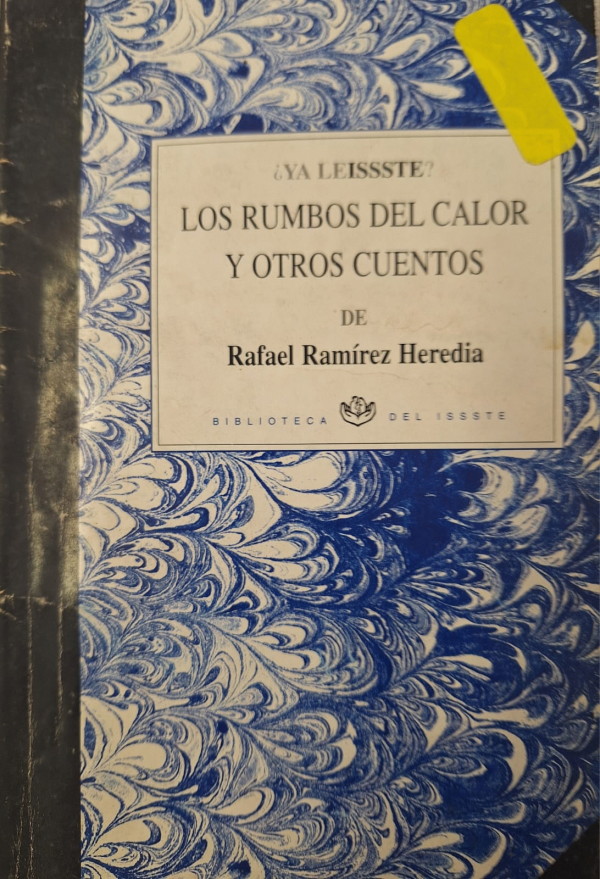 ¿YA LEISSSTE?
LOS RUMBOS DEL CALOR
Y OTROS CUENTOS
DE
Rafael Ramírez Heredia
BIBLIOTECA DEL ISSSTE